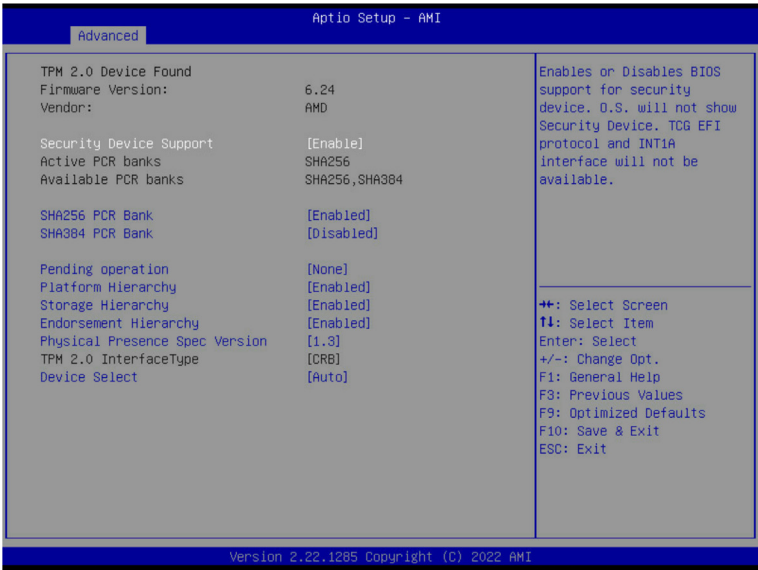 Aptio Setup – AMI
Advanced
TPM 2.0 Device Found
Firmware Version: 6.24
Vendor: AMD
Security Device Support [Enable]
Active PCR banks SHA256
Available PCR banks SHA256,SHA384
SHA256 PCR Bank [Enabled]
SHA384 PCR Bank [Disabled]
Pending operation [None]
Platform Hierarchy [Enabled]
Storage Hierarchy [Enabled]
Endorsement Hierarchy [Enabled]
Physical Presence Spec Version [1.3]
TPM 2.0 InterfaceType [CRB]
Device Select [Auto]
Enables or Disables BIOS
support for security
device. O.S. will not show
Security Device. TCG EFI
protocol and INT1A
interface will not be
available.
→←: Select Screen
↑↓: Select Item
Enter: Select
+/-: Change Opt.
F1: General Help
F3: Previous Values
F9: Optimized Defaults
F10: Save & Exit
ESC: Exit
Version 2.22.1285 Copyright (C) 2022 AMI